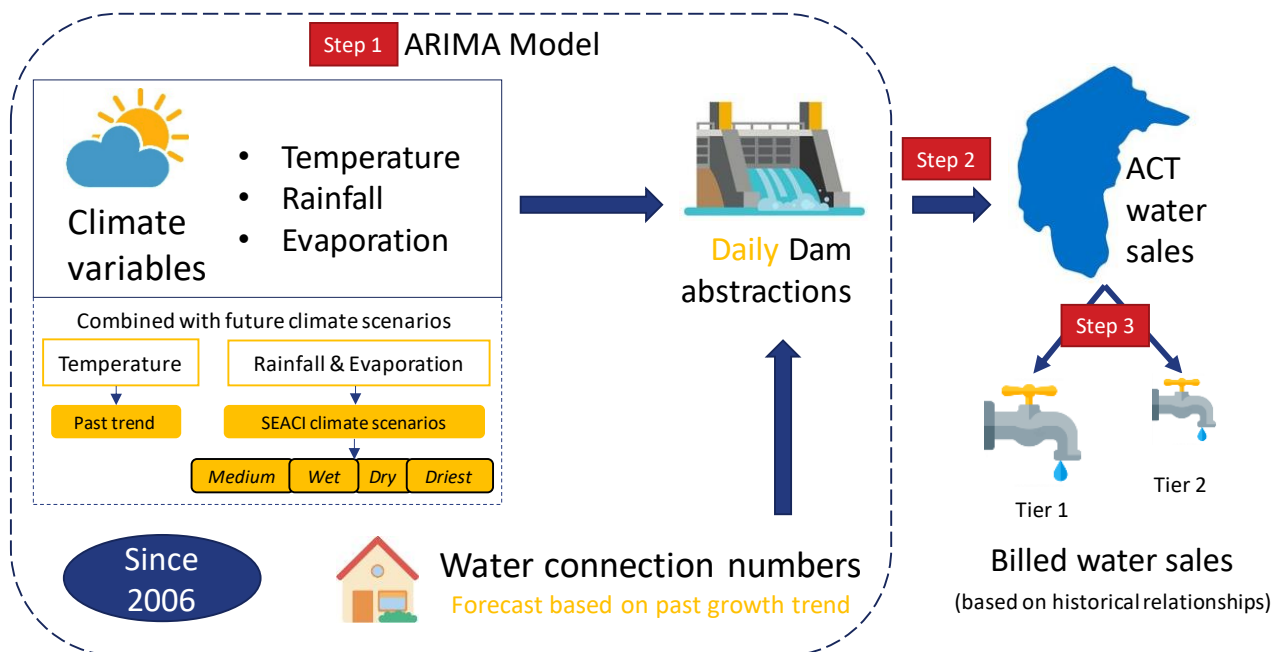 Step 1 ARIMA Model
Climate
variables
• Temperature
• Rainfall
• Evaporation
Combined with future climate scenarios
Temperature
Rainfall & Evaporation
Past trend
SEACI climate scenarios
Medium Wet Dry Driest
Since
2006
Water connection numbers
Forecast based on past growth trend
Daily Dam
abstractions
Step 2
ACT
water
sales
Step 3
Tier 1
Tier 2
Billed water sales
(based on historical relationships)